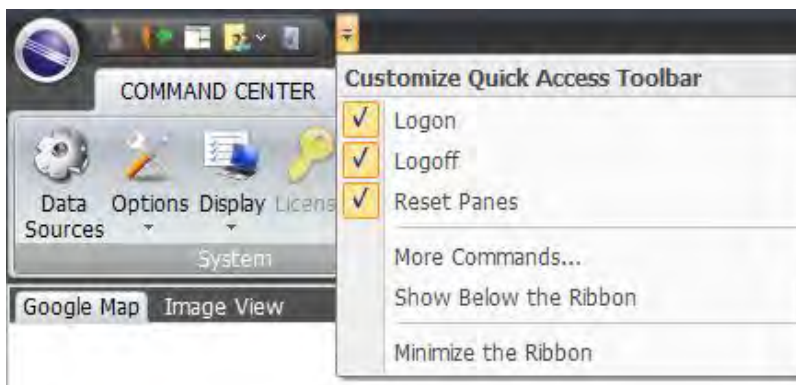 Customize Quick Access Toolbar
COMMAND CENTER
Logon
Logoff
Reset Panes
Data Sources
Options
Display
Licens
System
More Commands...
Show Below the Ribbon
Google Map
Image View
Minimize the Ribbon